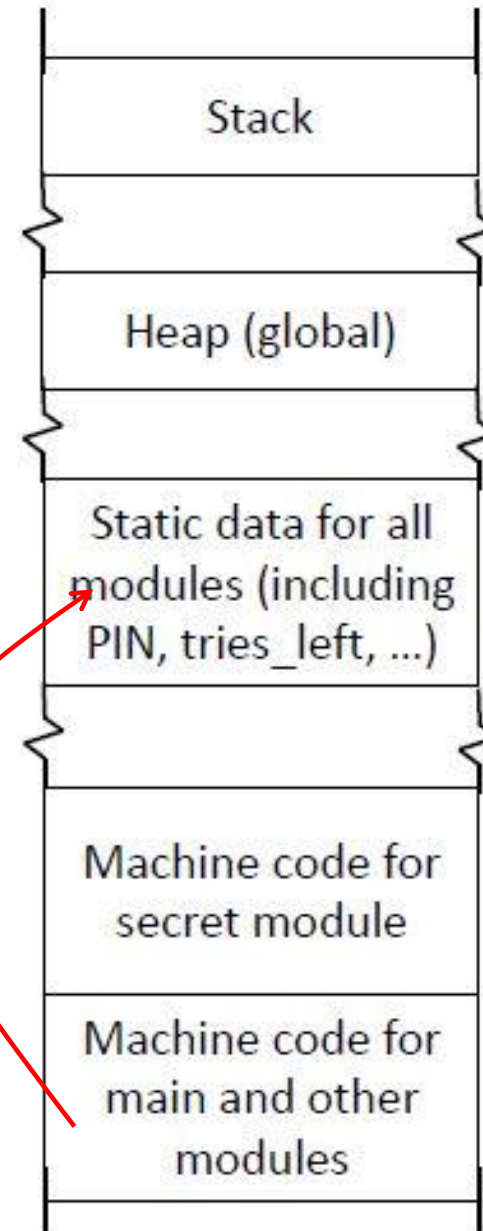 Stack
Heap (global)
Static data for all
modules (including
PIN, tries_left, ...)
Machine code for
secret module
Machine code for
main and other
modules